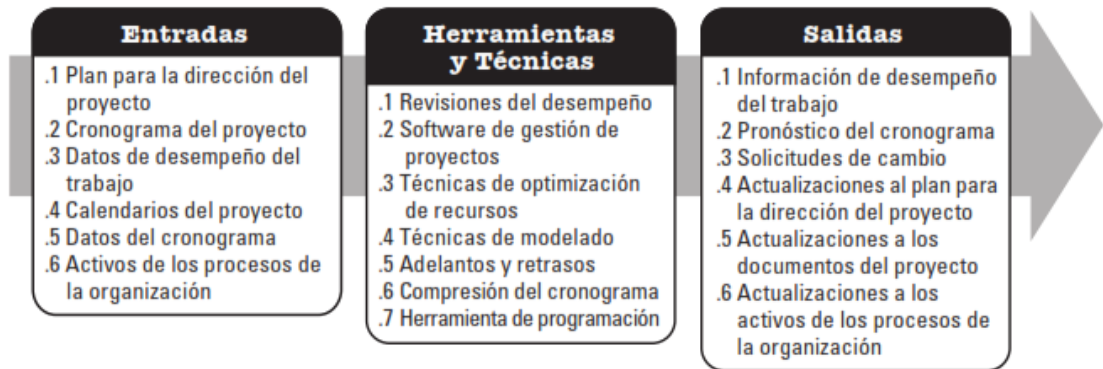 Entradas
.1 Plan para la dirección del
proyecto
.2 Cronograma del proyecto
.3 Datos de desempeño del
trabajo
.4 Calendarios del proyecto
.5 Datos del cronograma
.6 Activos de los procesos de
la organización
Herramientas
y Técnicas
.1 Revisiones del desempeño
.2 Software de gestión de
proyectos
.3 Técnicas de optimización
de recursos
.4 Técnicas de modelado
.5 Adelantos y retrasos
.6 Compresión del cronograma
.7 Herramienta de programación
Salidas
.1 Información de desempeño
del trabajo
.2 Pronóstico del cronograma
.3 Solicitudes de cambio
.4 Actualizaciones al plan para
la dirección del proyecto
.5 Actualizaciones a los
documentos del proyecto
.6 Actualizaciones a los
activos de los procesos de
la organización